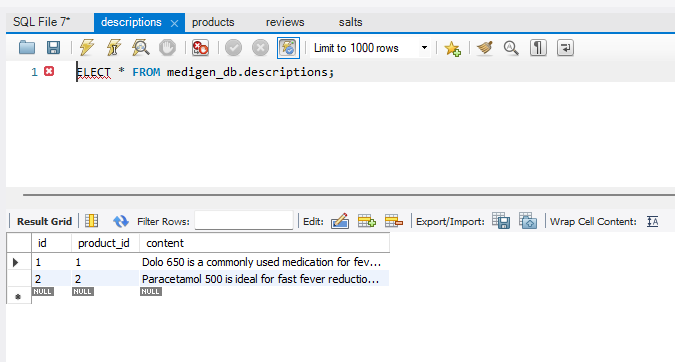 SQL File 7* descriptions × products reviews salts
Limit to 1000 rows
1 ELECT * FROM medigen_db.descriptions;
Result Grid Filter Rows: Edit: Export/Import: Wrap Cell Content: IA
id product_id content
1 1 Dolo 650 is a commonly used medication for fev...
2 2 Paracetamol 500 is ideal for fast fever reductio...
NULL NULL NULL